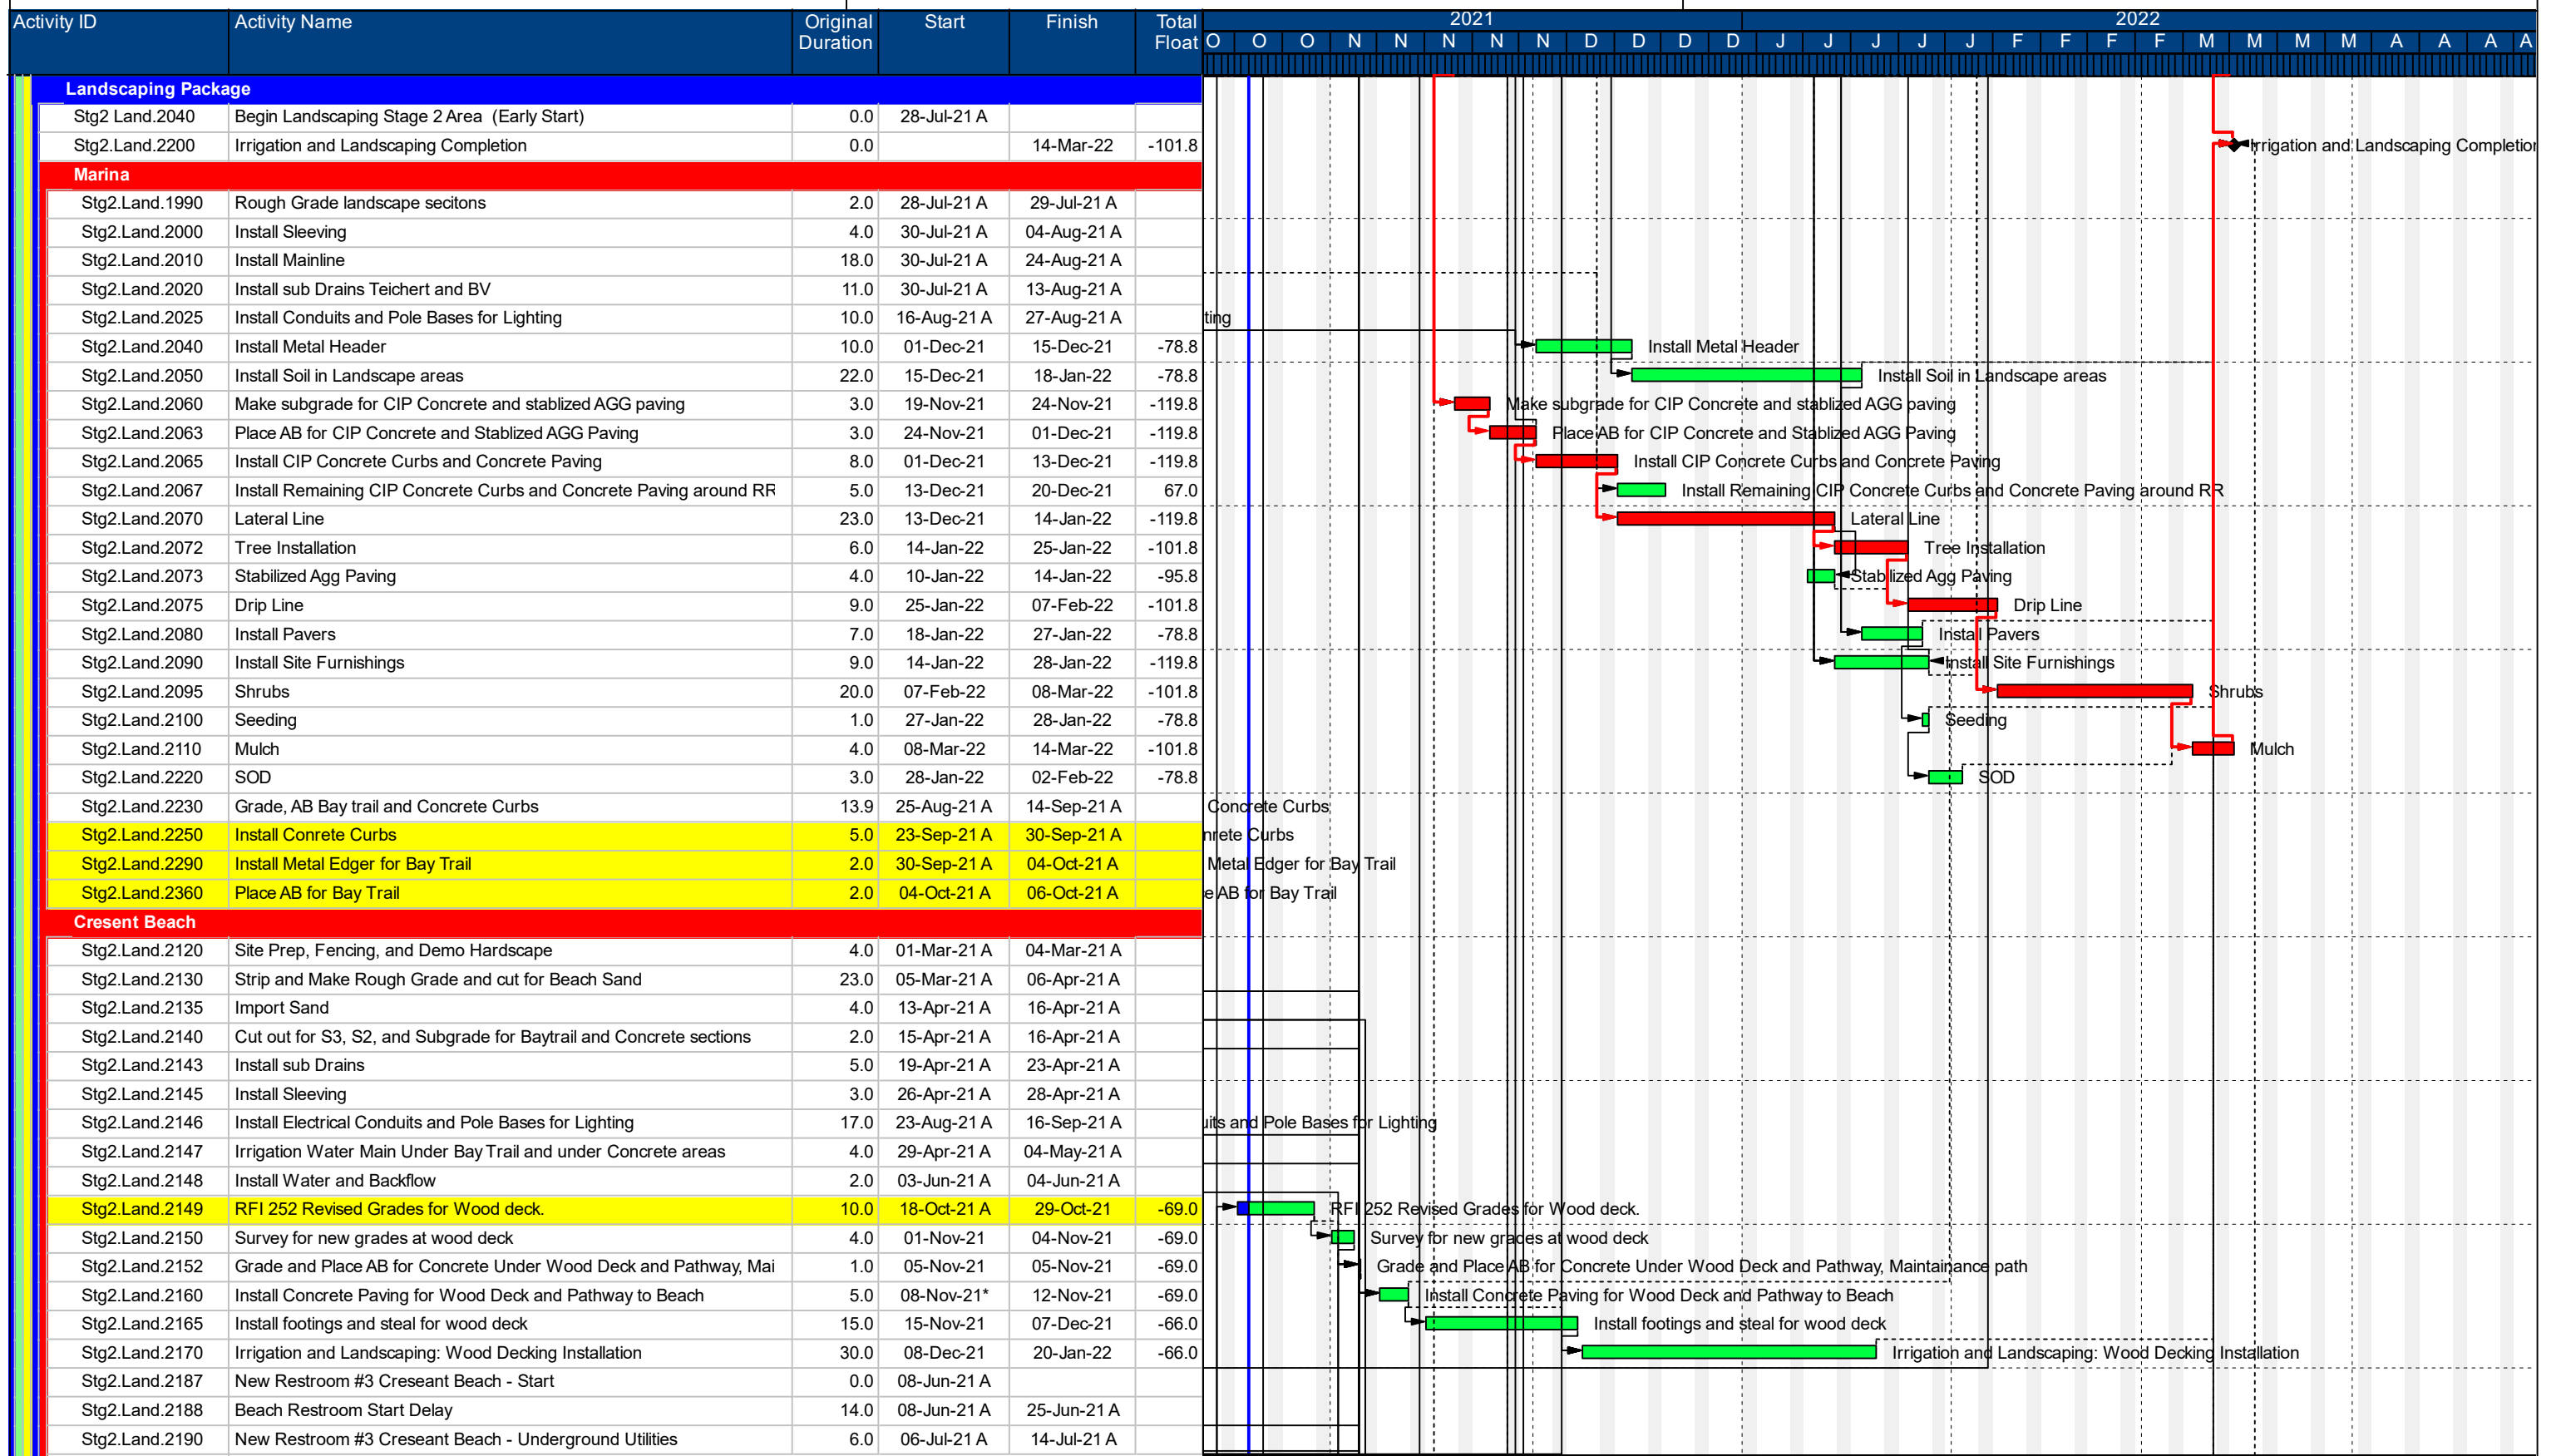 Activity ID Activity Name Original Duration Start Finish Total Float 2021 2022
O O O N N N N N D D D D J J J J J F F F F M M M M A A A A
Landscaping Package
Stg2 Land.2040 Begin Landscaping Stage 2 Area (Early Start) 0.0 28-Jul-21 A
Stg2.Land.2200 Irrigation and Landscaping Completion 0.0 14-Mar-22 -101.8 Irrigation and Landscaping Completion
Marina
Stg2.Land.1990 Rough Grade landscape secitons 2.0 28-Jul-21 A 29-Jul-21 A
Stg2.Land.2000 Install Sleeving 4.0 30-Jul-21 A 04-Aug-21 A
Stg2.Land.2010 Install Mainline 18.0 30-Jul-21 A 24-Aug-21 A
Stg2.Land.2020 Install sub Drains Teichert and BV 11.0 30-Jul-21 A 13-Aug-21 A
Stg2.Land.2025 Install Conduits and Pole Bases for Lighting 10.0 16-Aug-21 A 27-Aug-21 A ting
Stg2.Land.2040 Install Metal Header 10.0 01-Dec-21 15-Dec-21 -78.8 Install Metal Header
Stg2.Land.2050 Install Soil in Landscape areas 22.0 15-Dec-21 18-Jan-22 -78.8 Install Soil in Landscape areas
Stg2.Land.2060 Make subgrade for CIP Concrete and stablized AGG paving 3.0 19-Nov-21 24-Nov-21 -119.8 Make subgrade for CIP Concrete and stablized AGG paving
Stg2.Land.2063 Place AB for CIP Concrete and Stablized AGG Paving 3.0 24-Nov-21 01-Dec-21 -119.8 Place AB for CIP Concrete and Stablized AGG Paving
Stg2.Land.2065 Install CIP Concrete Curbs and Concrete Paving 8.0 01-Dec-21 13-Dec-21 -119.8 Install CIP Concrete Curbs and Concrete Paving
Stg2.Land.2067 Install Remaining CIP Concrete Curbs and Concrete Paving around RR 5.0 13-Dec-21 20-Dec-21 67.0 Install Remaining CIP Concrete Curbs and Concrete Paving around RR
Stg2.Land.2070 Lateral Line 23.0 13-Dec-21 14-Jan-22 -119.8 Lateral Line
Stg2.Land.2072 Tree Installation 6.0 14-Jan-22 25-Jan-22 -101.8 Tree Installation
Stg2.Land.2073 Stabilized Agg Paving 4.0 10-Jan-22 14-Jan-22 -95.8 Stabilized Agg Paving
Stg2.Land.2075 Drip Line 9.0 25-Jan-22 07-Feb-22 -101.8 Drip Line
Stg2.Land.2080 Install Pavers 7.0 18-Jan-22 27-Jan-22 -78.8 Install Pavers
Stg2.Land.2090 Install Site Furnishings 9.0 14-Jan-22 28-Jan-22 -119.8 Install Site Furnishings
Stg2.Land.2095 Shrubs 20.0 07-Feb-22 08-Mar-22 -101.8 Shrubs
Stg2.Land.2100 Seeding 1.0 27-Jan-22 28-Jan-22 -78.8 Seeding
Stg2.Land.2110 Mulch 4.0 08-Mar-22 14-Mar-22 -101.8 Mulch
Stg2.Land.2220 SOD 3.0 28-Jan-22 02-Feb-22 -78.8 SOD
Stg2.Land.2230 Grade, AB Bay trail and Concrete Curbs 13.9 25-Aug-21 A 14-Sep-21 A Concrete Curbs
Stg2.Land.2250 Install Conrete Curbs 5.0 23-Sep-21 A 30-Sep-21 A nrete Curbs
Stg2.Land.2290 Install Metal Edger for Bay Trail 2.0 30-Sep-21 A 04-Oct-21 A Metal Edger for Bay Trail
Stg2.Land.2360 Place AB for Bay Trail 2.0 04-Oct-21 A 06-Oct-21 A e AB for Bay Trail
Cresent Beach
Stg2.Land.2120 Site Prep, Fencing, and Demo Hardscape 4.0 01-Mar-21 A 04-Mar-21 A
Stg2.Land.2130 Strip and Make Rough Grade and cut for Beach Sand 23.0 05-Mar-21 A 06-Apr-21 A
Stg2.Land.2135 Import Sand 4.0 13-Apr-21 A 16-Apr-21 A
Stg2.Land.2140 Cut out for S3, S2, and Subgrade for Baytrail and Concrete sections 2.0 15-Apr-21 A 16-Apr-21 A
Stg2.Land.2143 Install sub Drains 5.0 19-Apr-21 A 23-Apr-21 A
Stg2.Land.2145 Install Sleeving 3.0 26-Apr-21 A 28-Apr-21 A
Stg2.Land.2146 Install Electrical Conduits and Pole Bases for Lighting 17.0 23-Aug-21 A 16-Sep-21 A uits and Pole Bases for Lighting
Stg2.Land.2147 Irrigation Water Main Under Bay Trail and under Concrete areas 4.0 29-Apr-21 A 04-May-21 A
Stg2.Land.2148 Install Water and Backflow 2.0 03-Jun-21 A 04-Jun-21 A
Stg2.Land.2149 RFI 252 Revised Grades for Wood deck. 10.0 18-Oct-21 A 29-Oct-21 -69.0 RFI 252 Revised Grades for Wood deck.
Stg2.Land.2150 Survey for new grades at wood deck 4.0 01-Nov-21 04-Nov-21 -69.0 Survey for new grades at wood deck
Stg2.Land.2152 Grade and Place AB for Concrete Under Wood Deck and Pathway, Mai 1.0 05-Nov-21 05-Nov-21 -69.0 Grade and Place AB for Concrete Under Wood Deck and Pathway, Maintainance path
Stg2.Land.2160 Install Concrete Paving for Wood Deck and Pathway to Beach 5.0 08-Nov-21* 12-Nov-21 -69.0 Install Concrete Paving for Wood Deck and Pathway to Beach
Stg2.Land.2165 Install footings and steal for wood deck 15.0 15-Nov-21 07-Dec-21 -66.0 Install footings and steal for wood deck
Stg2.Land.2170 Irrigation and Landscaping: Wood Decking Installation 30.0 08-Dec-21 20-Jan-22 -66.0 Irrigation and Landscaping: Wood Decking Installation
Stg2.Land.2187 New Restroom #3 Creseant Beach - Start 0.0 08-Jun-21 A
Stg2.Land.2188 Beach Restroom Start Delay 14.0 08-Jun-21 A 25-Jun-21 A
Stg2.Land.2190 New Restroom #3 Creseant Beach - Underground Utilities 6.0 06-Jul-21 A 14-Jul-21 A